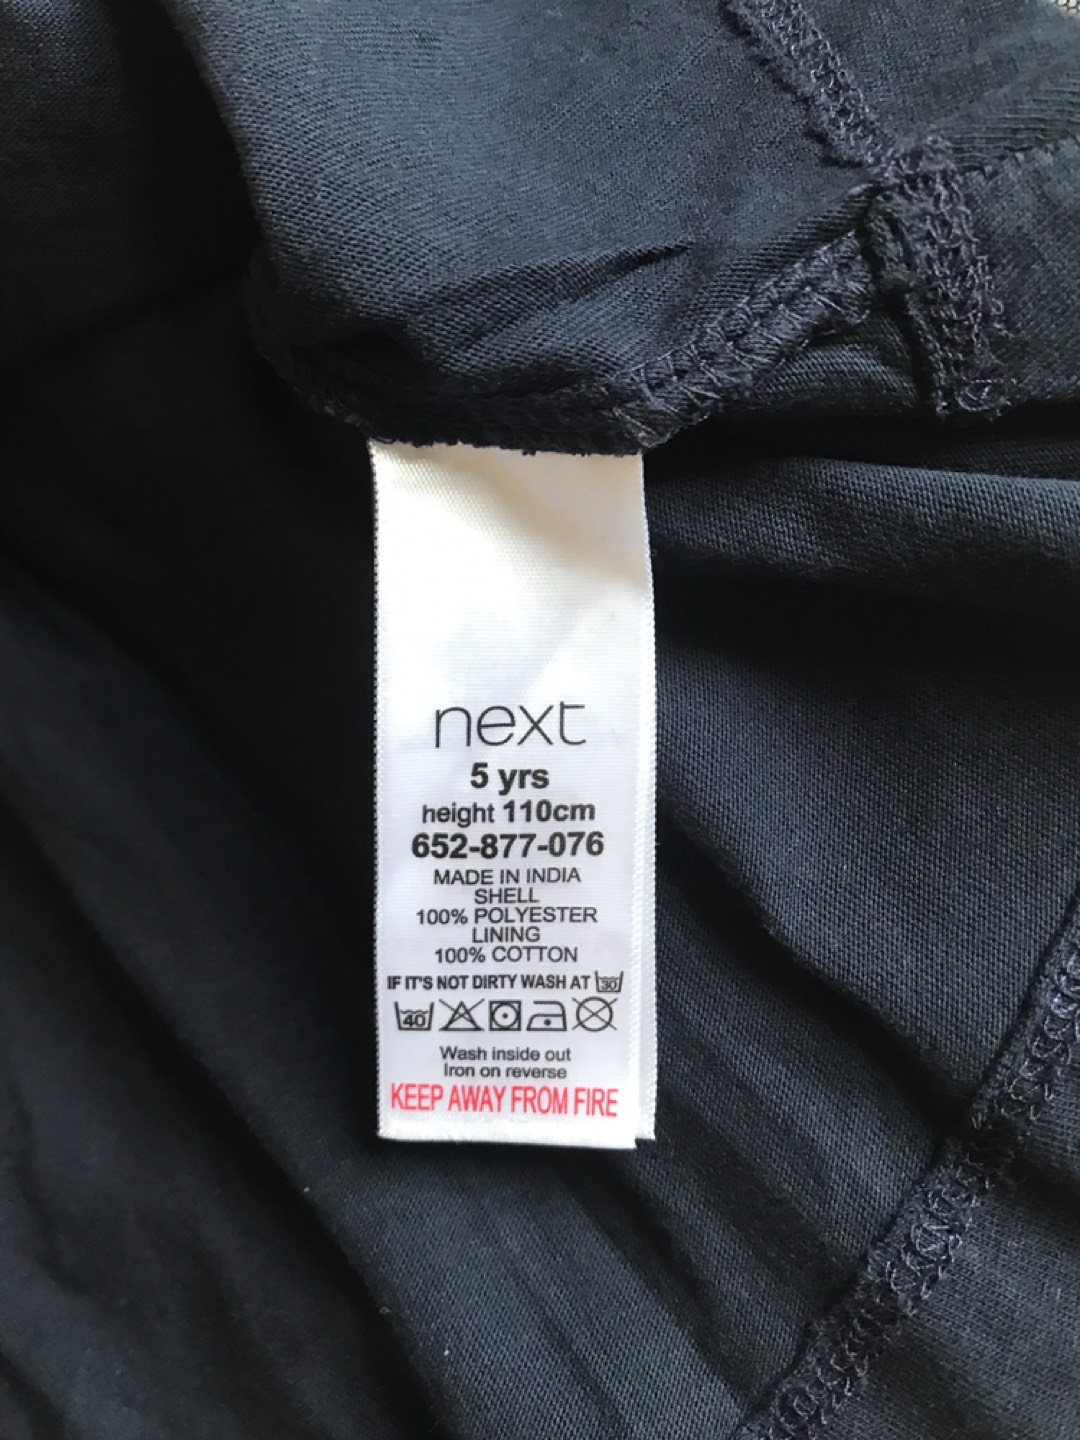 next
5 yrs
height 110cm
652-877-076
MADE IN INDIA
SHELL
100% POLYESTER
LINING
100% COTTON
IF IT'S NOT DIRTY WASH AT 30
40
Wash inside out
Iron on reverse
KEEP AWAY FROM FIRE